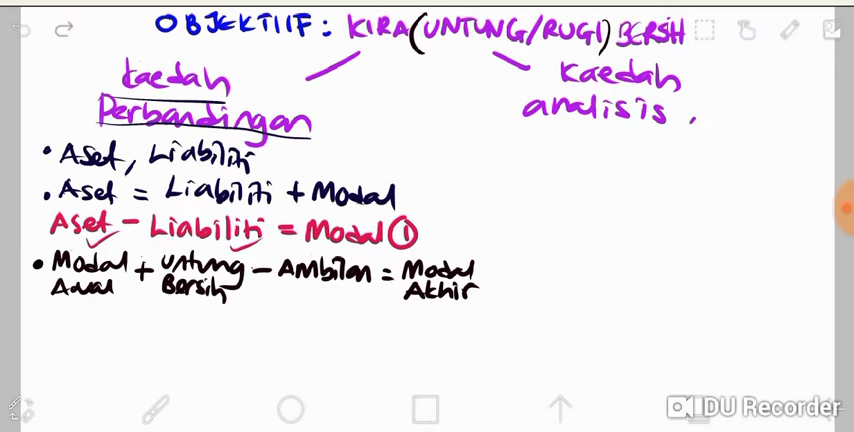 OBJEKTIIF: KIRA (UNTUNG/RUGI) BERSIH
kaedah
Perbandingan
kaedah
analisis.
• Aset, Liabiliti
• Aset = Liabiliti + Modal
Aset - Liabiliti = Modal ①
• Modal Awal + Untung Bersih - Ambilan = Modal Akhir
DU Recorder